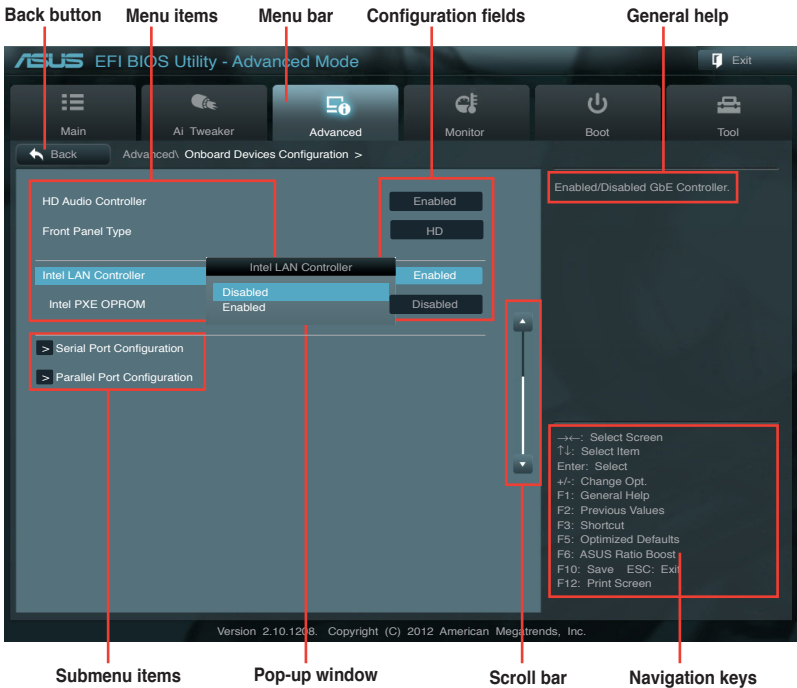 Back button Menu items Menu bar Configuration fields General help
ASUS EFI BIOS Utility - Advanced Mode Exit
Main Ai Tweaker Advanced Monitor Boot Tool
Back Advanced\ Onboard Devices Configuration >
Enabled/Disabled GbE Controller.
HD Audio Controller Enabled
Front Panel Type HD
Intel LAN Controller Enabled
Intel PXE OPROM Disabled
Intel LAN Controller
Disabled
Enabled
> Serial Port Configuration
> Parallel Port Configuration
→←: Select Screen
↑↓: Select Item
Enter: Select
+/-: Change Opt.
F1: General Help
F2: Previous Values
F3: Shortcut
F5: Optimized Defaults
F6: ASUS Ratio Boost
F10: Save ESC: Exit
F12: Print Screen
Version 2.10.1208. Copyright (C) 2012 American Megatrends, Inc.
Submenu items Pop-up window Scroll bar Navigation keys